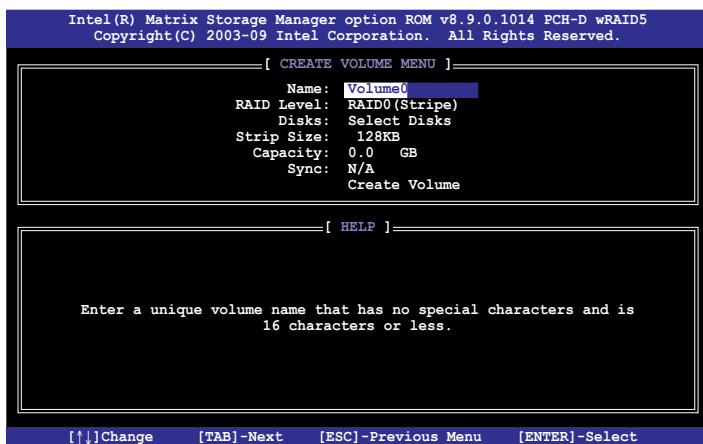 Intel(R) Matrix Storage Manager option ROM v8.9.0.1014 PCH-D wRAID5
Copyright(C) 2003-09 Intel Corporation. All Rights Reserved.
[ CREATE VOLUME MENU ]
Name: Volume0
RAID Level: RAID0(Stripe)
Disks: Select Disks
Strip Size: 128KB
Capacity: 0.0 GB
Sync: N/A
Create Volume
[ HELP ]
Enter a unique volume name that has no special characters and is
16 characters or less.
[↑↓]Change [TAB]-Next [ESC]-Previous Menu [ENTER]-Select